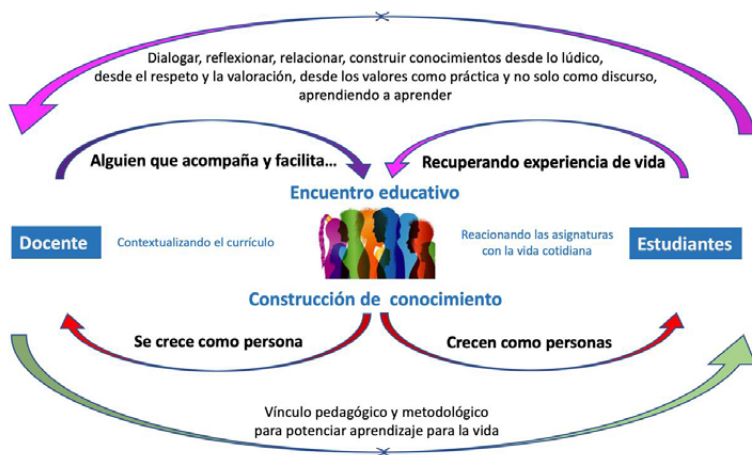 Dialogar, reflexionar, relacionar, construir conocimientos desde lo lúdico,
desde el respeto y la valoración, desde los valores como práctica y no solo como discurso,
aprendiendo a aprender
Alguien que acompaña y facilita...
Recuperando experiencia de vida
Encuentro educativo
Docente
Contextualizando el currículo
Reacionando las asignaturas
con la vida cotidiana
Estudiantes
Construcción de conocimiento
Se crece como persona
Crecen como personas
Vínculo pedagógico y metodológico
para potenciar aprendizaje para la vida